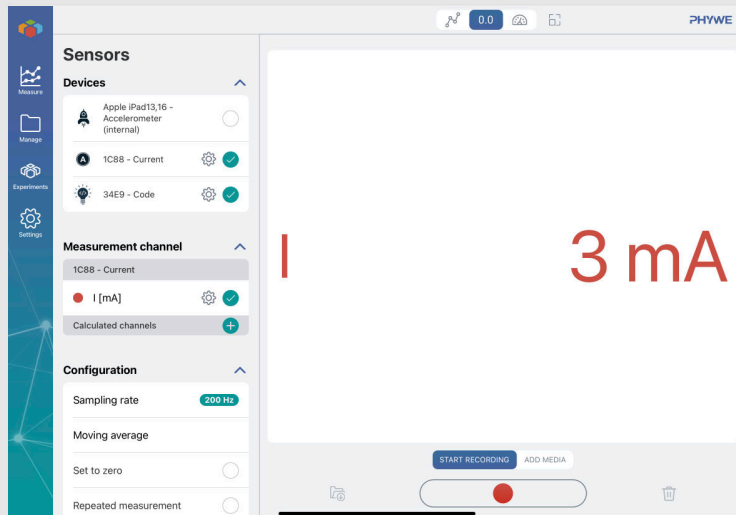 0.0
PHYWE
Sensors
Devices
Apple iPad13,16 -
Accelerometer
(internal)
A
1C88 - Current
34E9 - Code
Measure
Manage
Experiments
Settings
Measurement channel
1C88 - Current
I [mA]
Calculated channels
Configuration
Sampling rate
200 Hz
Moving average
Set to zero
Repeated measurement
I 3 mA
START RECORDING
ADD MEDIA